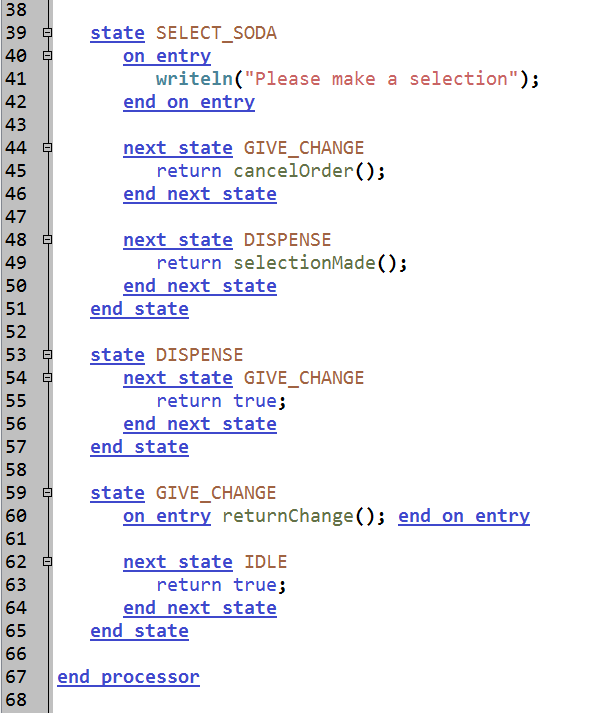 38
39 state SELECT_SODA
40 on entry
41 writeln("Please make a selection");
42 end on entry
43
44 next state GIVE_CHANGE
45 return cancelOrder();
46 end next state
47
48 next state DISPENSE
49 return selectionMade();
50 end next state
51 end state
52
53 state DISPENSE
54 next state GIVE_CHANGE
55 return true;
56 end next state
57 end state
58
59 state GIVE_CHANGE
60 on entry returnChange(); end on entry
61
62 next state IDLE
63 return true;
64 end next state
65 end state
66
67 end processor
68